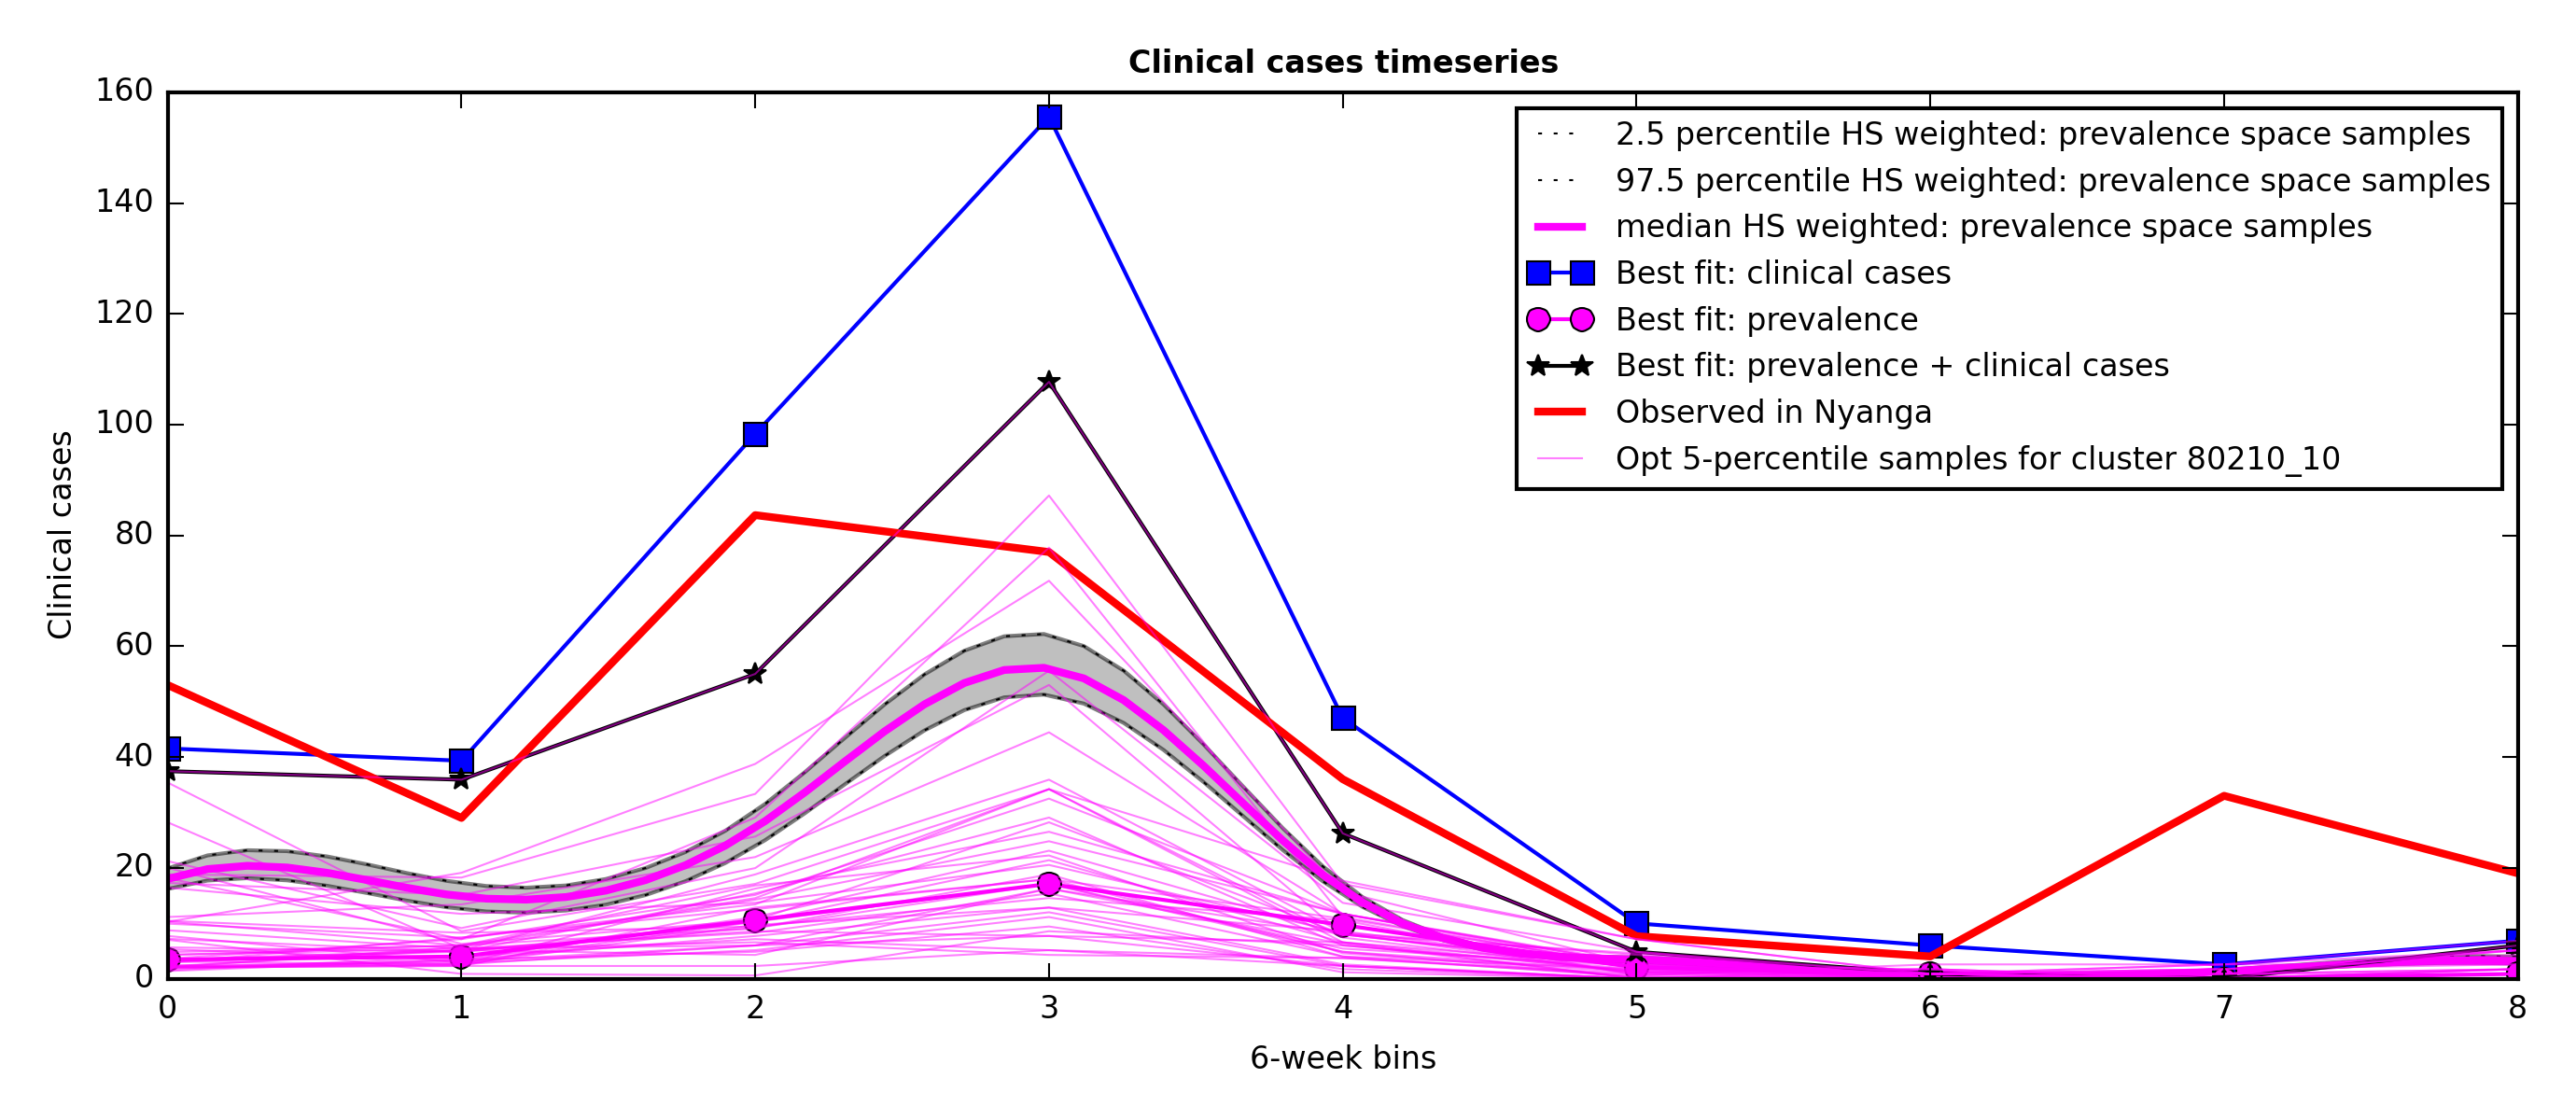 Clinical cases timeseries
160
140
120
100
80
60
40
20
0
Clinical cases
2.5 percentile HS weighted: prevalence space samples
97.5 percentile HS weighted: prevalence space samples
median HS weighted: prevalence space samples
Best fit: clinical cases
Best fit: prevalence
Best fit: prevalence + clinical cases
Observed in Nyanga
Opt 5-percentile samples for cluster 80210_10
0 1 2 3 4 5 6 7 8
6-week bins